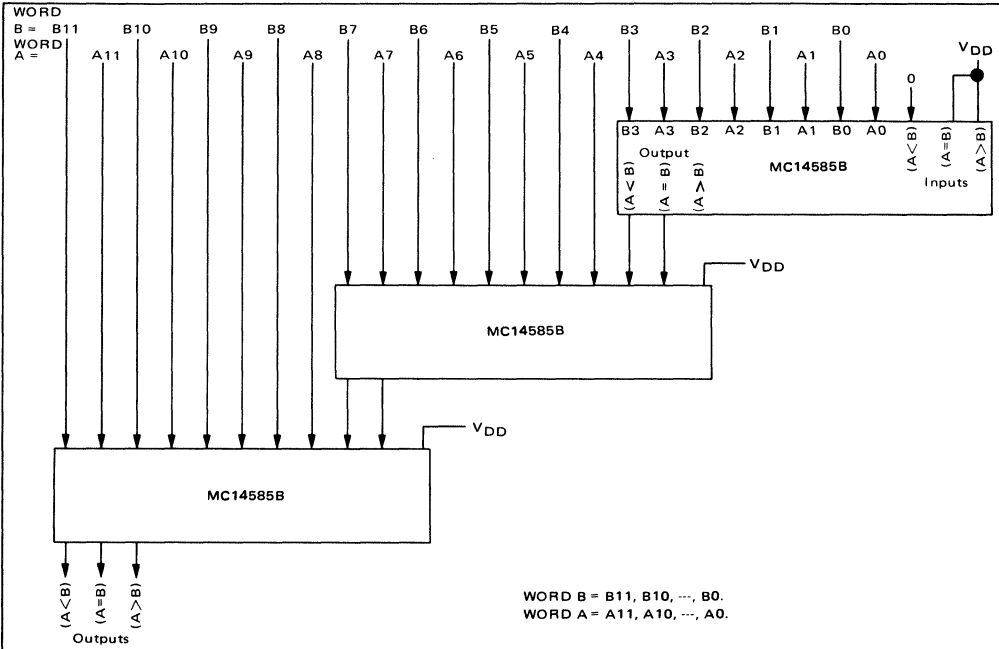 WORD
B = B11 B10 B9 B8 B7 B6 B5 B4 B3 B2 B1 B0
WORD
A = A11 A10 A9 A8 A7 A6 A5 A4 A3 A2 A1 A0
VDD
0
B3 A3 B2 A2 B1 A1 B0 A0 (A<B) (A=B) (A>B)
Output
MC14585B
Inputs
(A < B) (A = B) (A > B)
VDD
MC14585B
VDD
MC14585B
(A<B) (A=B) (A>B)
Outputs
WORD B = B11, B10, ---, B0.
WORD A = A11, A10, ---, A0.